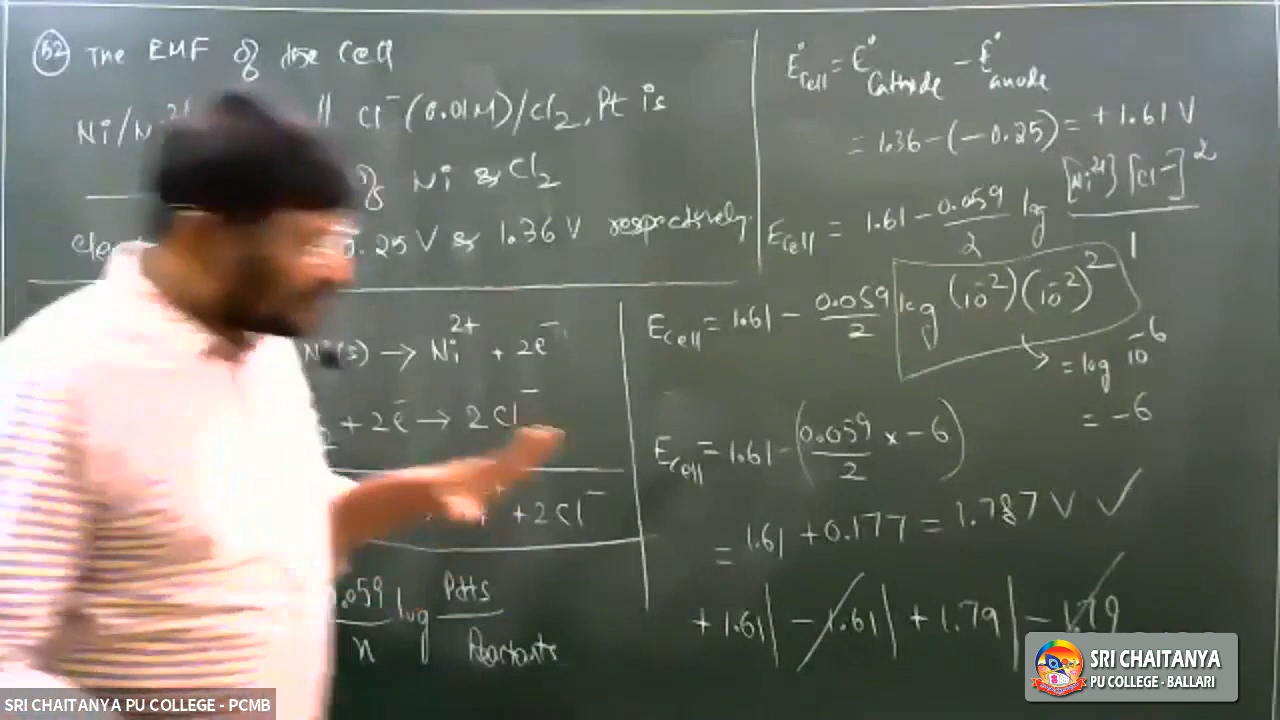 52 The EMF of the cell
Ni/Ni²⁺ // Cl⁻(0.01M)/Cl₂, Pt is
of Ni & Cl₂
elect 0.25 V & 1.36 V respectively.
Ni(s) → Ni²⁺ + 2e⁻
+ 2e⁻ → 2Cl⁻
+ 2Cl⁻
.059/n log Pdts/Reactants
E°Cell = E°Cathode - E°anode
= 1.36 - (-0.25) = +1.61 V
ECell = 1.61 - 0.059/2 log [Ni²⁺] [Cl⁻]²/1
ECell = 1.61 - 0.059/2 log (10⁻²)(10⁻²)²
= log 10⁻⁶
= -6
ECell = 1.61 - (0.059/2 × -6)
= 1.61 + 0.177 = 1.787 V ✓
+ 1.61 | - 1.61 | + 1.79 | - 1.79
SRI CHAITANYA
PU COLLEGE - BALLARI
SRI CHAITANYA PU COLLEGE - PCMB